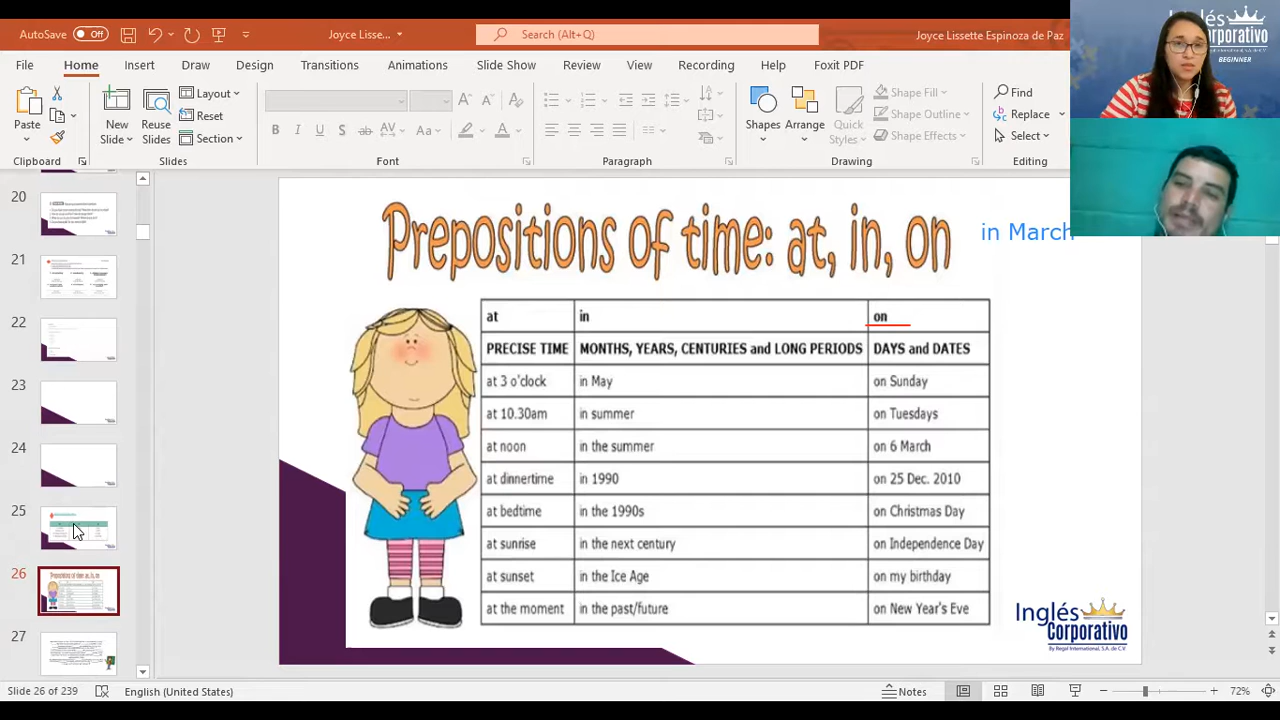 AutoSave Off
Joyce Lisse...
Search (Alt+Q)
Joyce Lissette Espinoza de Paz
File Home Insert Draw Design Transitions Animations Slide Show Review View Recording Help Foxit PDF
Paste
New Slides
Reuse Slides
Layout
Reset
Section
B I U S ab AV Aa A
Shapes
Arrange
Quick Styles
Shape Fill
Shape Outline
Shape Effects
Find
Replace
Select
Clipboard Slides Font Paragraph Drawing Editing
Inglés
Corporativo
BEGINNER
20
21
22
23
24
25
26
27
Prepositions of time: at, in, on
in March
at in on
PRECISE TIME MONTHS, YEARS, CENTURIES and LONG PERIODS DAYS and DATES
at 3 o'clock in May on Sunday
at 10.30am in summer on Tuesdays
at noon in the summer on 6 March
at dinnertime in 1990 on 25 Dec. 2010
at bedtime in the 1990s on Christmas Day
at sunrise in the next century on Independence Day
at sunset in the Ice Age on my birthday
at the moment in the past/future on New Year's Eve
Inglés
Corporativo
By Regal International, S.A. de C.V
Slide 26 of 239 English (United States) Notes 72%